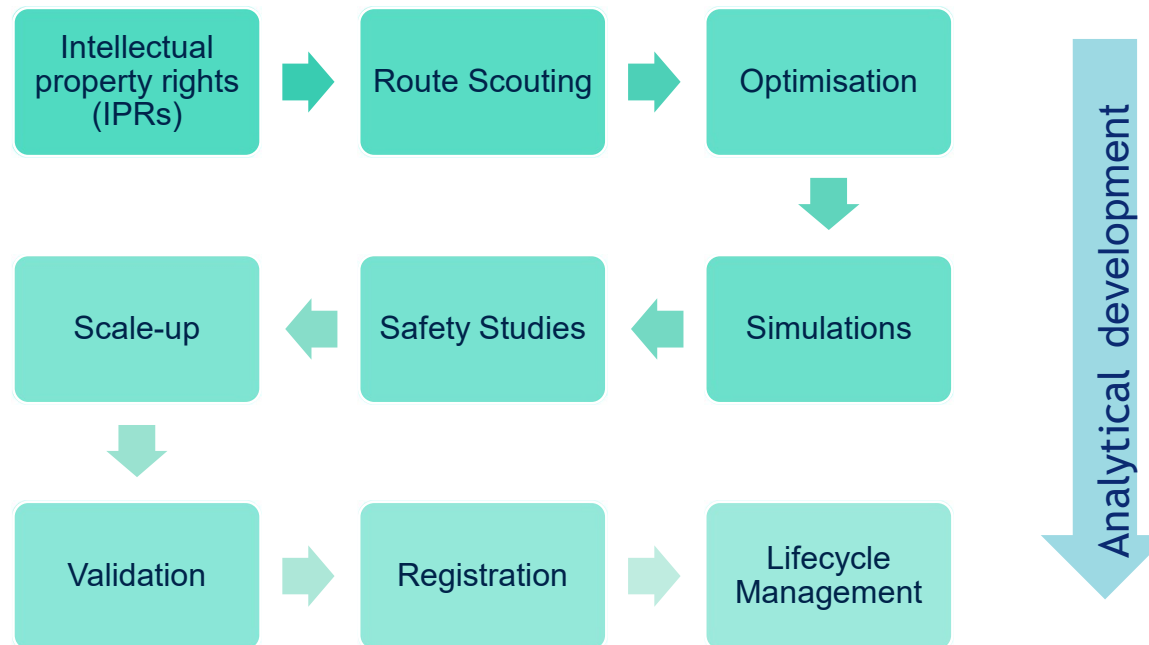 Intellectual
property rights
(IPRs)
Route Scouting
Optimisation
Scale-up
Safety Studies
Simulations
Validation
Registration
Lifecycle
Management
Analytical development